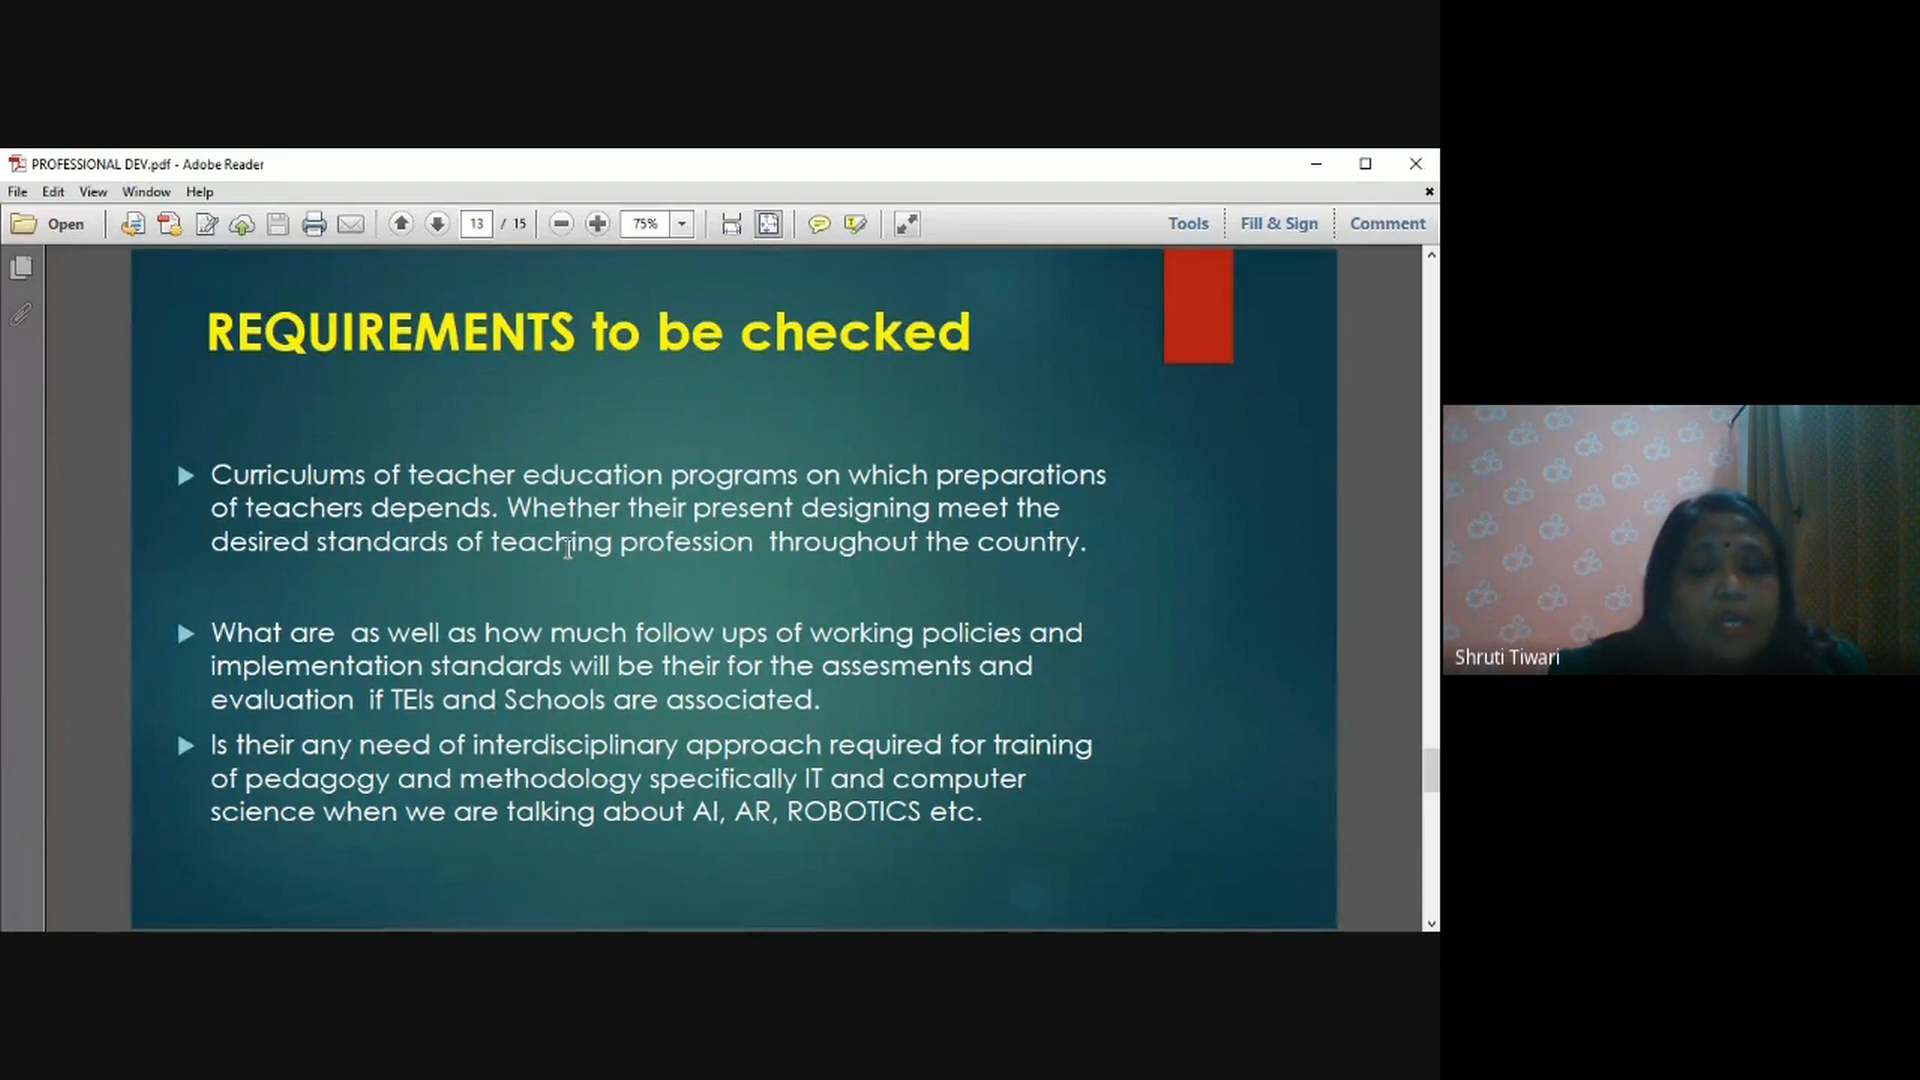 PROFESSIONAL DEV.pdf - Adobe Reader
File Edit View Window Help
Open 13 / 15 75% Tools Fill & Sign Comment
REQUIREMENTS to be checked
Curriculums of teacher education programs on which preparations
of teachers depends. Whether their present designing meet the
desired standards of teaching profession throughout the country.
What are as well as how much follow ups of working policies and
implementation standards will be their for the assesments and
evaluation if TEIs and Schools are associated.
Is their any need of interdisciplinary approach required for training
of pedagogy and methodology specifically IT and computer
science when we are talking about AI, AR, ROBOTICS etc.
Shruti Tiwari